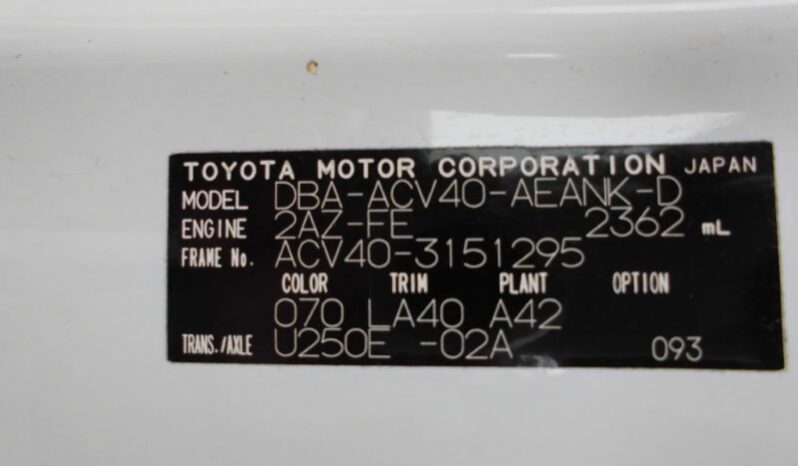 TOYOTA MOTOR CORPORATION JAPAN
MODEL DBA-ACV40-AEANK-D
ENGINE 2AZ-FE 2362 mL
FRAME No. ACV40-3151295
COLOR TRIM PLANT OPTION
070 LA40 A42
TRANS./AXLE U250E -02A 093